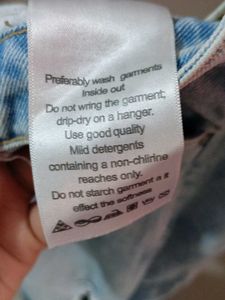 Preferably wash garments
Inside out
Do not wring the garment;
drip-dry on a hanger.
Use good quality
Mild detergents
containing a non-chlirine
reaches only.
Do not starch garment a it
effect the softness